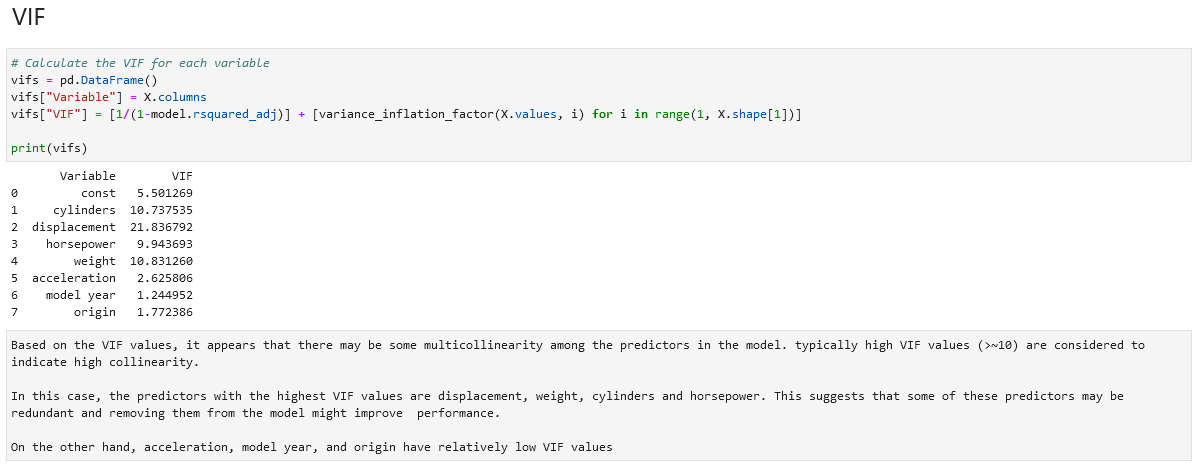 VIF
# Calculate the VIF for each variable
vifs = pd.DataFrame()
vifs["Variable"] = X.columns
vifs["VIF"] = [1/(1-model.rsquared_adj)] + [variance_inflation_factor(X.values, i) for i in range(1, X.shape[1])]
print(vifs)
Variable VIF
0 const 5.501269
1 cylinders 10.737535
2 displacement 21.836792
3 horsepower 9.943693
4 weight 10.831260
5 acceleration 2.625806
6 model year 1.244952
7 origin 1.772386
Based on the VIF values, it appears that there may be some multicollinearity among the predictors in the model. typically high VIF values (>~10) are considered to
indicate high collinearity.
In this case, the predictors with the highest VIF values are displacement, weight, cylinders and horsepower. This suggests that some of these predictors may be
redundant and removing them from the model might improve  performance.
On the other hand, acceleration, model year, and origin have relatively low VIF values